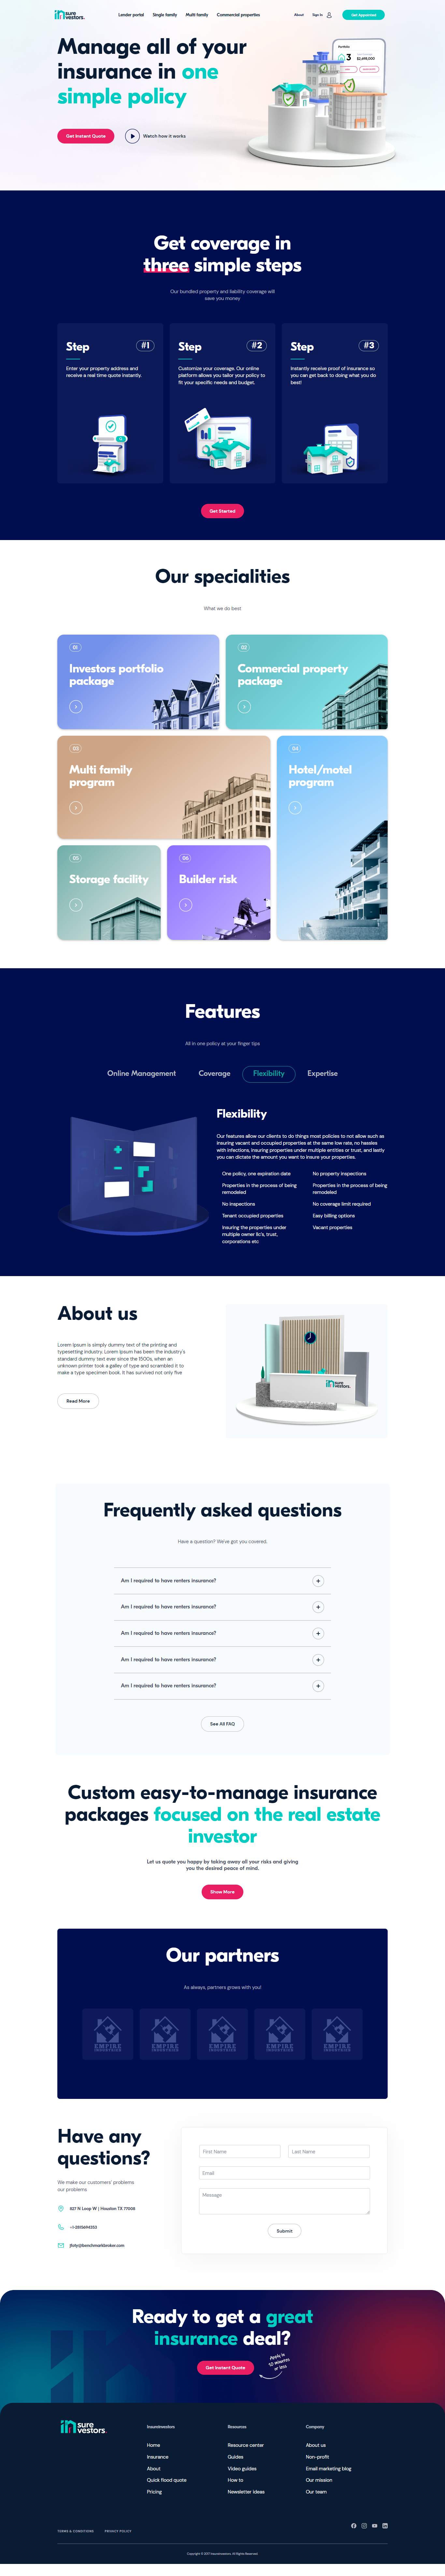 insure
vestors.
Lender portal
Single family
Multi family
Commercial properties
About
Sign in
Get Appointed
Manage all of your
insurance in one
simple policy
Get Instant Quote
Watch how it works
Portfolio
3
$2,498,000
Get coverage in
three simple steps
Our bundled property and liability coverage will
save you money
Step
#1
Enter your property address and
receive a real time quote instantly.
Step
#2
Customize your coverage. Our online
platform allows you tailor your policy to
fit your specific needs and budget.
Step
#3
Instantly receive proof of insurance so
you can get back to doing what you do
best!
Get Started
Our specialities
What we do best
01
Investors portfolio
package
02
Commercial property
package
03
Multi family
program
04
Hotel/motel
program
05
Storage facility
06
Builder risk
Features
All in one policy at your finger tips
Online Management
Coverage
Flexibility
Expertise
Flexibility
Our features allow our clients to do things most policies to not allow such as
insuring vacant and occupied properties at the same low rate, no hassles
with infections, insuring properties under multiple entities or trust, and lastly
you can dictate the amount you want to insure your properties.
One policy, one expiration date
No property inspections
Properties in the process of being
remodeled
Properties in the process of being
remodeled
No inspections
No coverage limit required
Tenant occupied properties
Easy billing options
Insuring the properties under
multiple owner llc's, trust,
corporations etc
Vacant properties
About us
Lorem Ipsum is simply dummy text of the printing and
typesetting industry. Lorem Ipsum has been the industry's
standard dummy text ever since the 1500s, when an
unknown printer took a galley of type and scrambled it to
make a type specimen book. It has survived not only five
Read More
insure
vestors.
Frequently asked questions
Have a question? We've got you covered.
Am I required to have renters insurance?
Am I required to have renters insurance?
Am I required to have renters insurance?
Am I required to have renters insurance?
Am I required to have renters insurance?
See All FAQ
Custom easy-to-manage insurance
packages focused on the real estate
investor
Let us quote you happy by taking away all your risks and giving
you the desired peace of mind.
Show More
Our partners
As always, partners grows with you!
EMPIRE
INDUSTRIES
EMPIRE
INDUSTRIES
EMPIRE
INDUSTRIES
EMPIRE
INDUSTRIES
EMPIRE
INDUSTRIES
Have any
questions?
We make our customers' problems
our problems
827 N Loop W | Houston TX 77008
+1-2815694253
jfoty@benchmarkbroker.com
First Name
Last Name
Email
Message
Submit
Ready to get a great
insurance deal?
Get Instant Quote
Apply in
10 minutes
or less
insure
vestors.
Insureinvestors
Home
Insurance
About
Quick flood quote
Pricing
Resources
Resource center
Guides
Video guides
How to
Newsletter ideas
Company
About us
Non-profit
Email marketing blog
Our mission
Our team
TERMS & CONDITIONS
PRIVACY POLICY
Copyright © 2017 Insureinvestors. All Rights Reserved